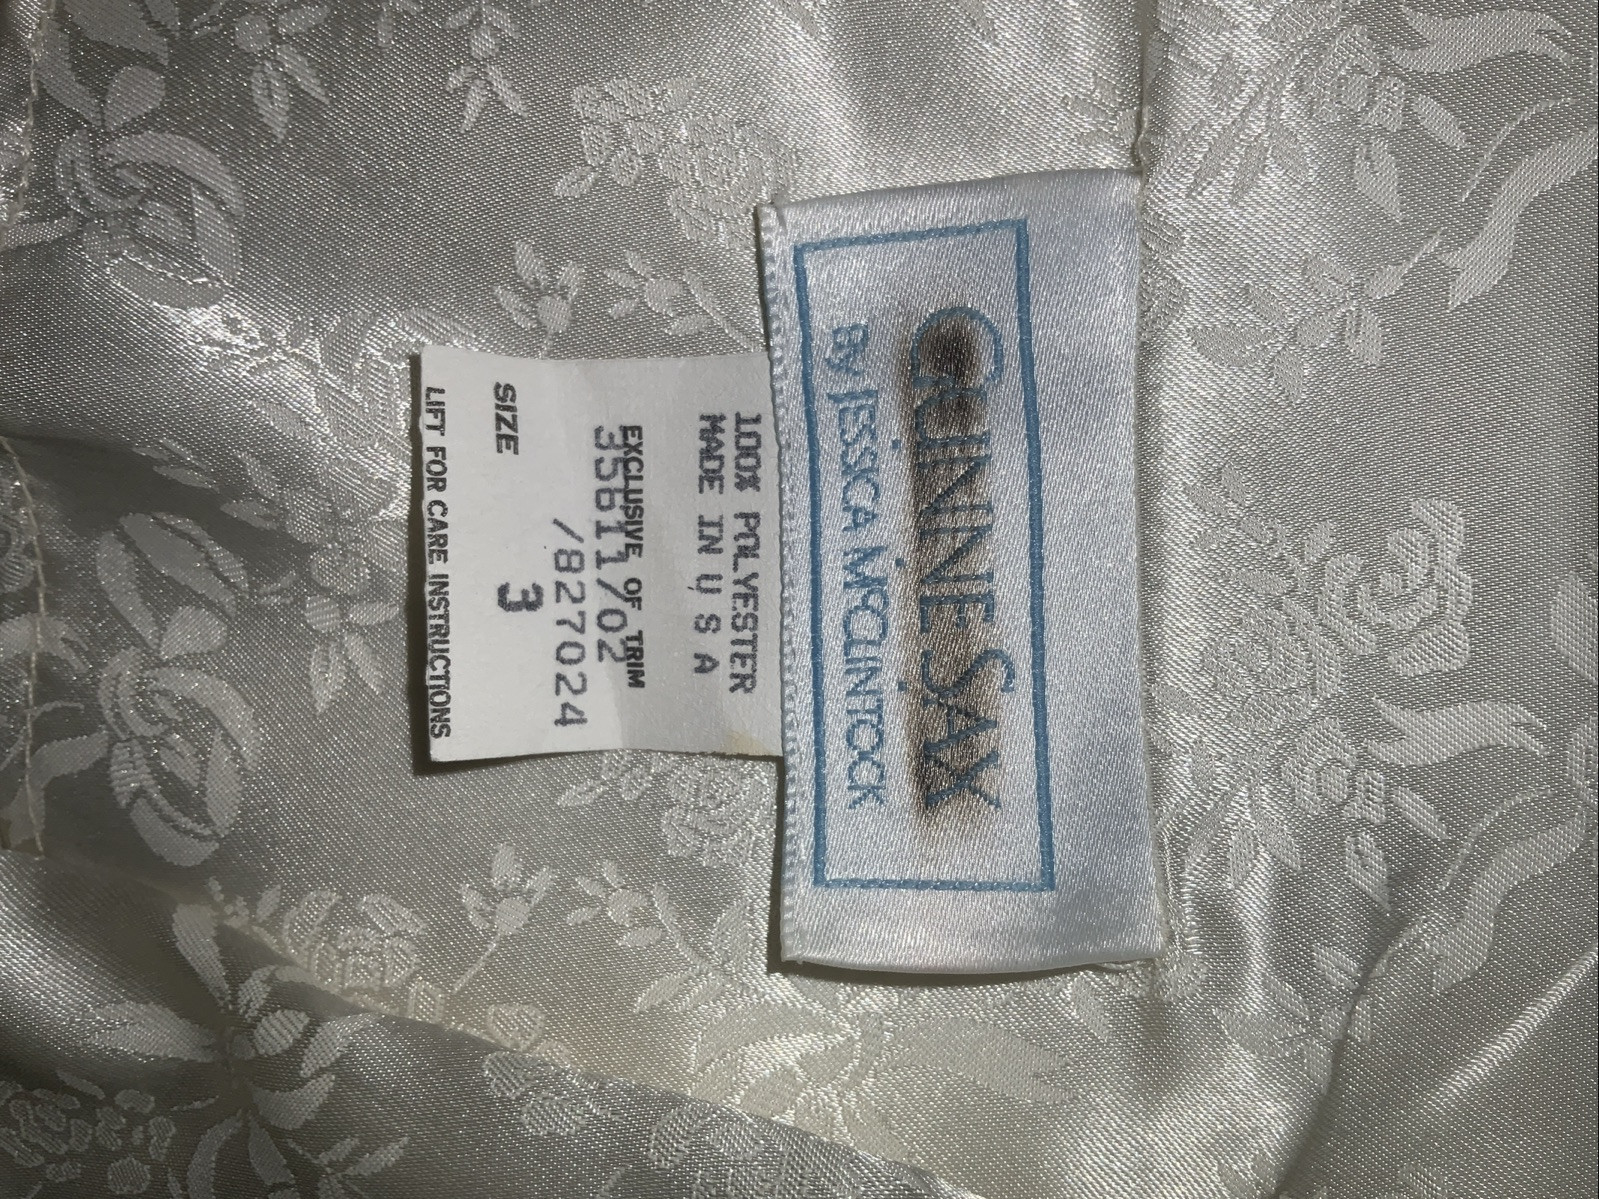 GUNNE SAX
By JESSICA McCLINTOCK
100% POLYESTER
MADE IN U S A
EXCLUSIVE OF TRIM
35611/02
/827024
SIZE 3
LIFT FOR CARE INSTRUCTIONS